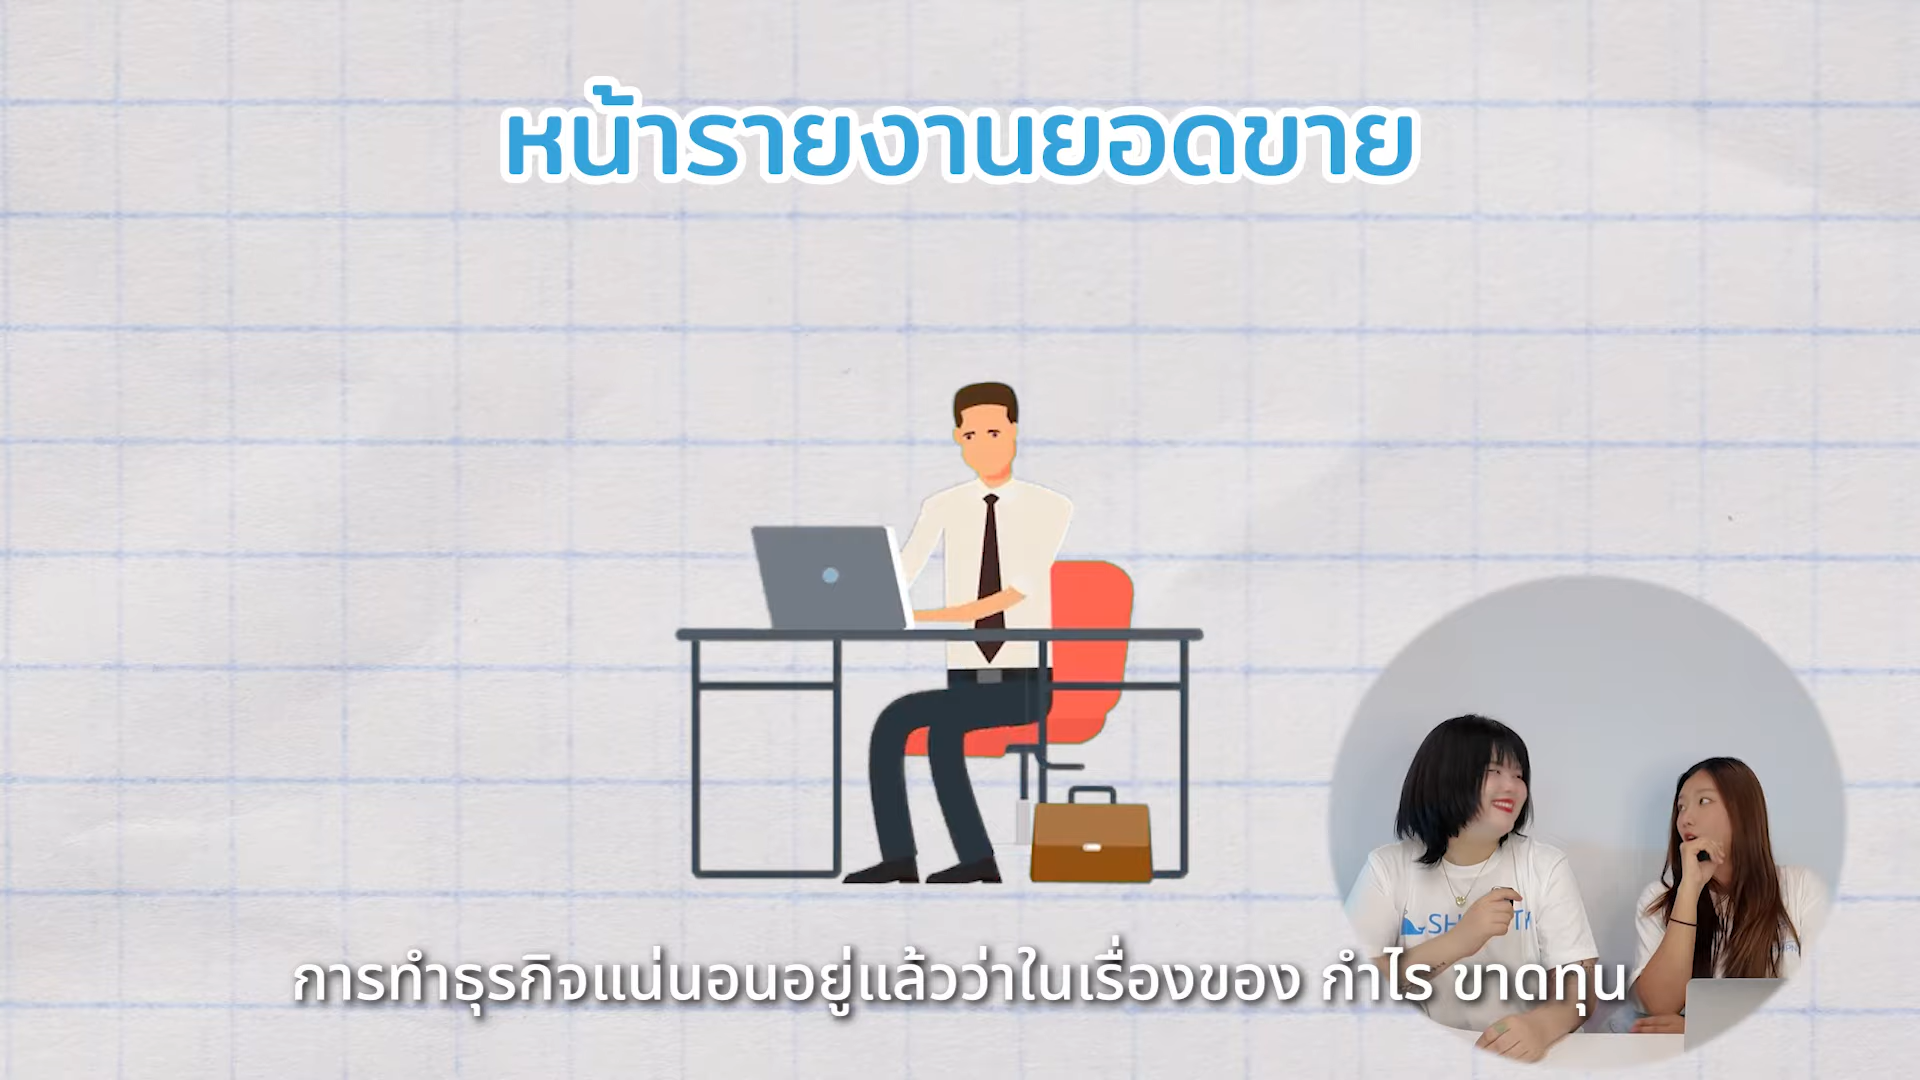 หน้ารายงานยอดขาย
การทำธุรกิจแน่นอนอยู่แล้วว่าในเรื่องของ กำไร ขาดทุน